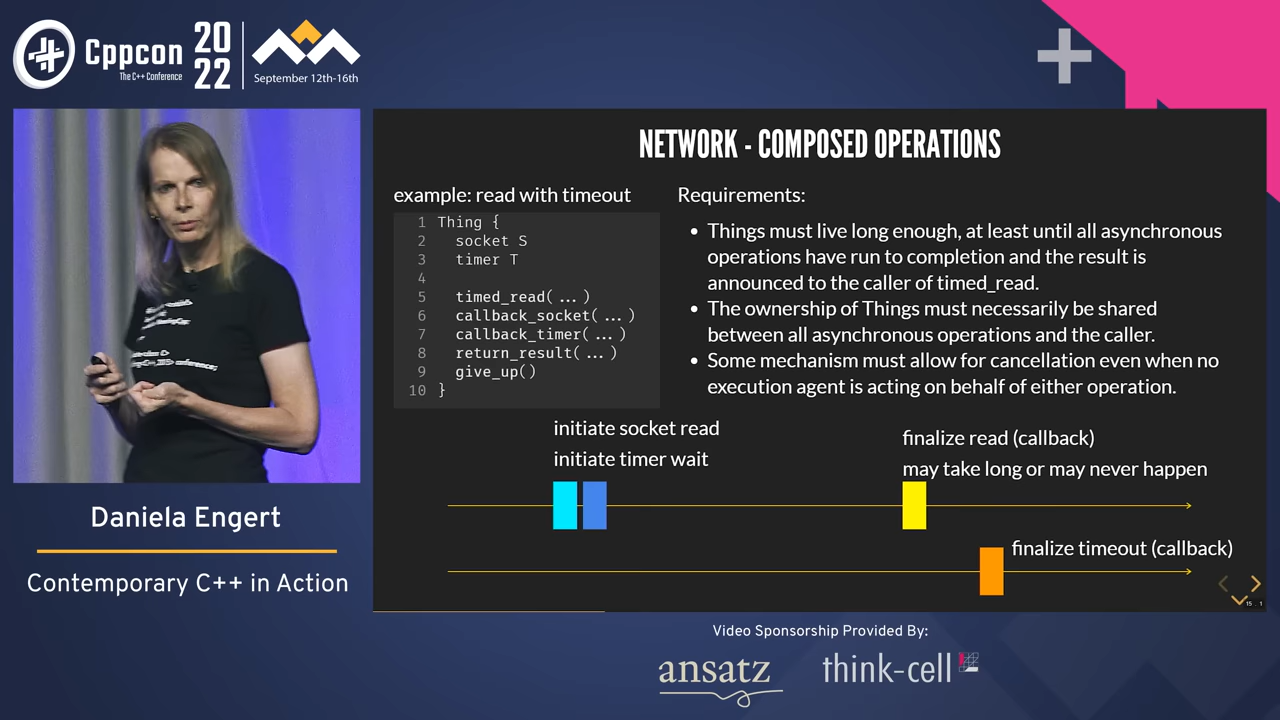 Cppcon
The C++ Conference
20
22
September 12th-16th
NETWORK - COMPOSED OPERATIONS
example: read with timeout
1 Thing {
2 socket S
3 timer T
4
5 timed_read( ... )
6 callback_socket( ... )
7 callback_timer( ... )
8 return_result( ... )
9 give_up()
10 }
Requirements:
• Things must live long enough, at least until all asynchronous
operations have run to completion and the result is
announced to the caller of timed_read.
• The ownership of Things must necessarily be shared
between all asynchronous operations and the caller.
• Some mechanism must allow for cancellation even when no
execution agent is acting on behalf of either operation.
initiate socket read
initiate timer wait
finalize read (callback)
may take long or may never happen
finalize timeout (callback)
15 . 1
Daniela Engert
Contemporary C++ in Action
Video Sponsorship Provided By:
ansatz
think-cell